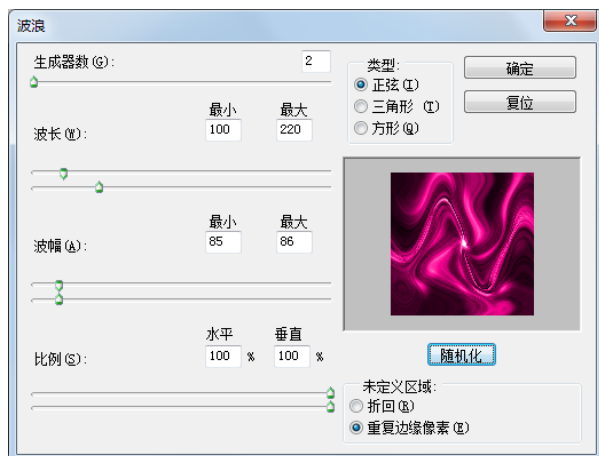 波浪
生成器数(G): 2
最小 最大
波长(W): 100 220
最小 最大
波幅(A): 85 86
水平 垂直
比例(S): 100 % 100 %
类型:
正弦(I)
三角形 (T)
方形(Q)
确定
复位
随机化
未定义区域:
折回(R)
重复边缘像素(E)